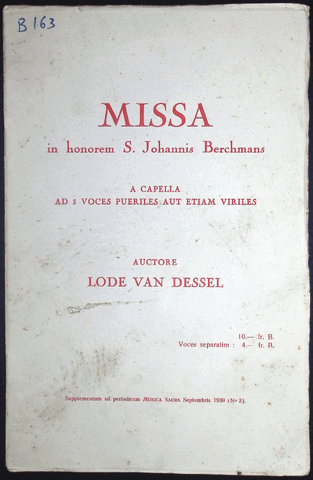 B 163
MISSA
in honorem S. Johannis Berchmans
A CAPELLA
AD 3 VOCES PUERILES AUT ETIAM VIRILES
AUCTORE
LODE VAN DESSEL
10.— fr. B.
Voces separatim : 4.— fr. B.
Supplementum ad periodicum MUSICA SACRA Septembris 1939 (Nº 3).